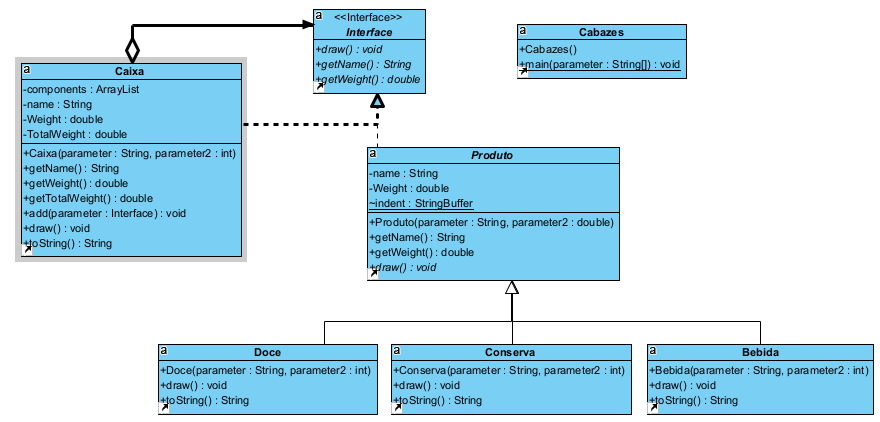 a
<<Interface>>
Interface
+draw() : void
+getName() : String
+getWeight() : double
a
Cabazes
+Cabazes()
+main(parameter : String[]) : void
a
Caixa
-components : ArrayList
-name : String
-Weight : double
-TotalWeight : double
+Caixa(parameter : String, parameter2 : int)
+getName() : String
+getWeight() : double
+getTotalWeight() : double
+add(parameter : Interface) : void
+draw() : void
+toString() : String
a
Produto
-name : String
-Weight : double
~indent : StringBuffer
+Produto(parameter : String, parameter2 : double)
+getName() : String
+getWeight() : double
+draw() : void
a
Doce
+Doce(parameter : String, parameter2 : int)
+draw() : void
+toString() : String
a
Conserva
+Conserva(parameter : String, parameter2 : int)
+draw() : void
+toString() : String
a
Bebida
+Bebida(parameter : String, parameter2 : int)
+draw() : void
+toString() : String